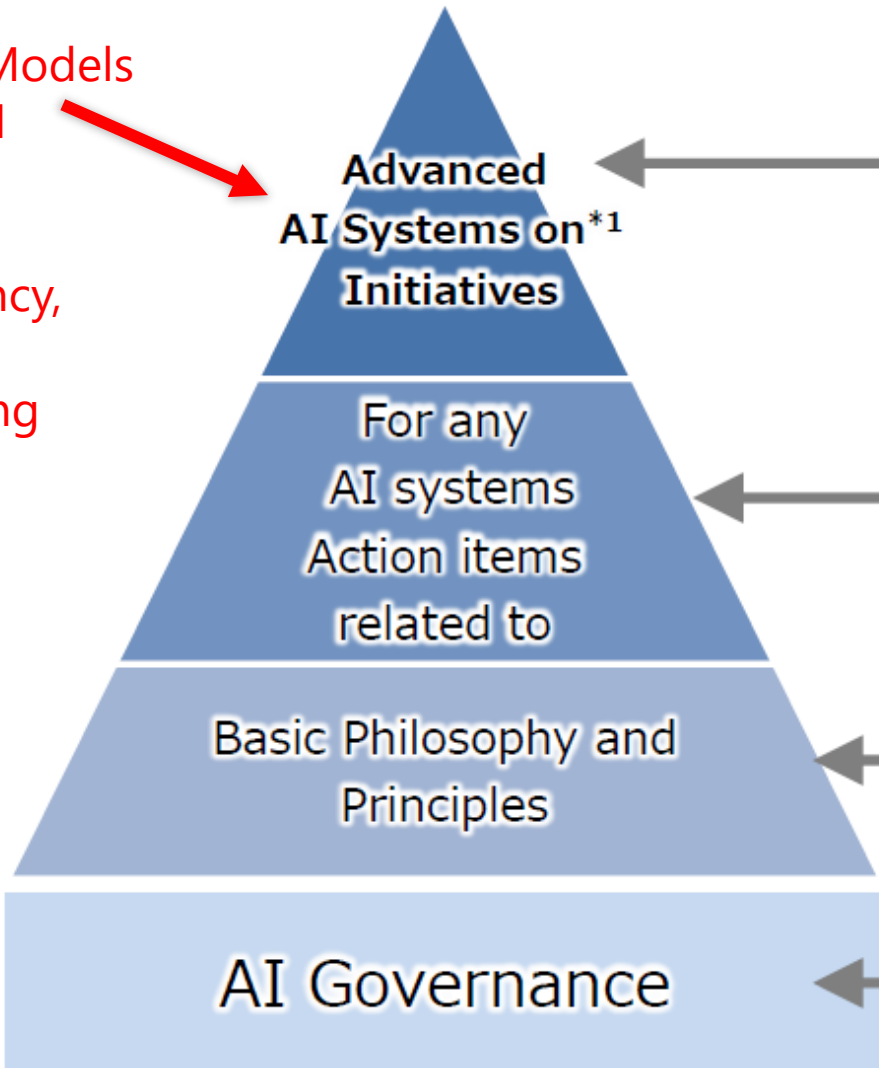 Models
ncy,
ng
Advanced
AI Systems on*1
Initiatives
For any
AI systems
Action items
related to
Basic Philosophy and
Principles
AI Governance